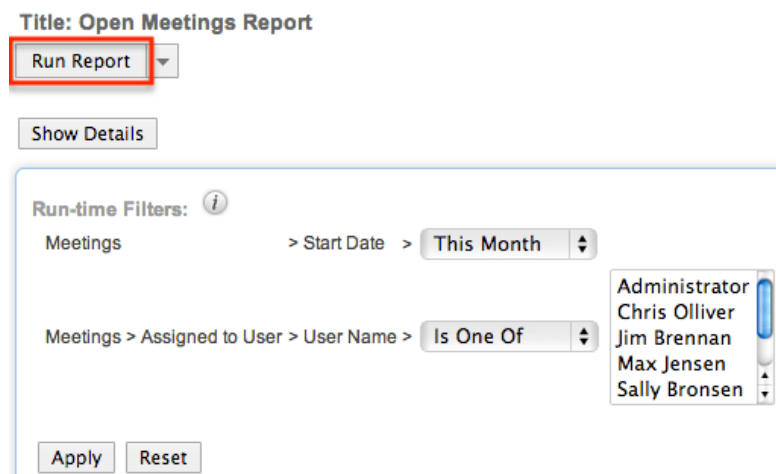 Title: Open Meetings Report
Run Report
Show Details
Run-time Filters: i
Meetings > Start Date > This Month
Meetings > Assigned to User > User Name > Is One Of
Administrator
Chris Olliver
Jim Brennan
Max Jensen
Sally Bronsen
Apply Reset